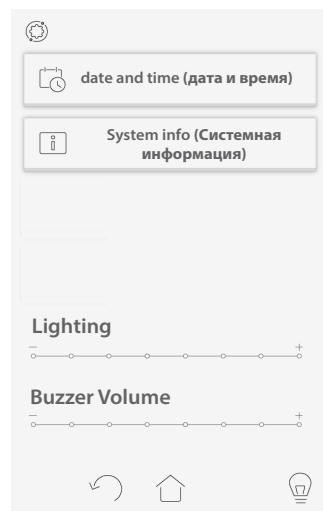 date and time (дата и время)
System info (Системная
информация)
Lighting
− +
Buzzer Volume
− +